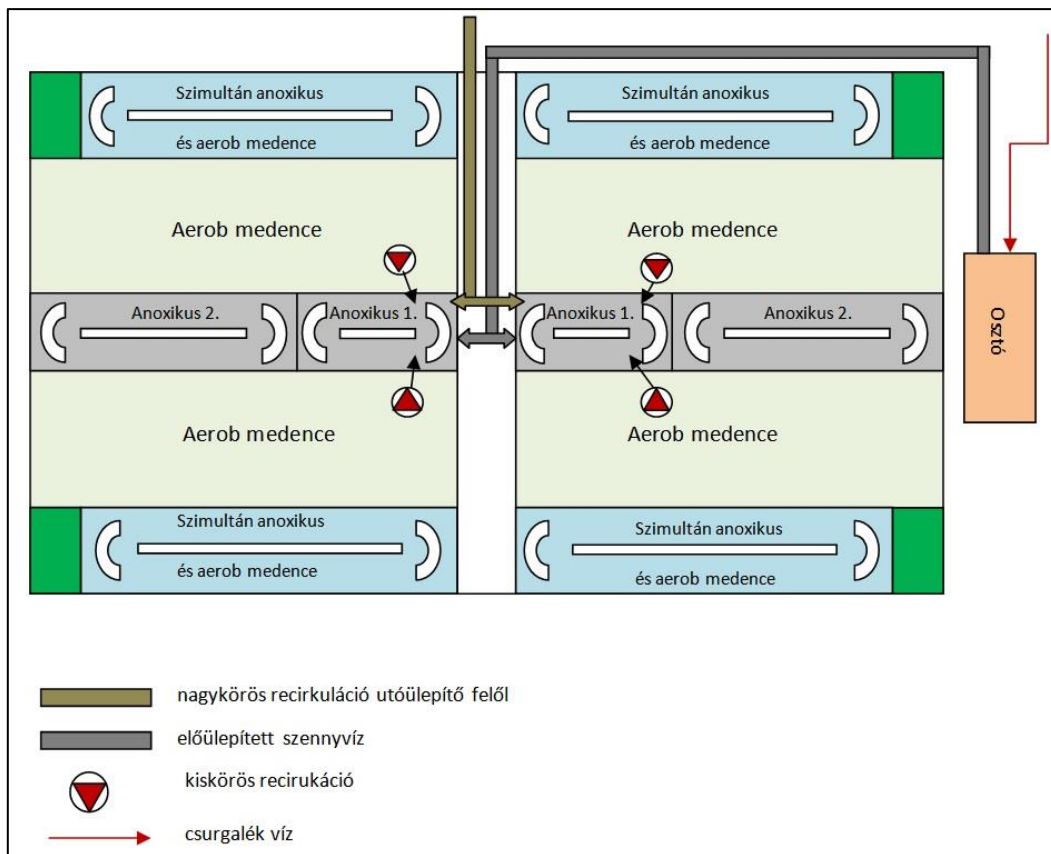 Szimultán anoxikus
és aerob medence
Szimultán anoxikus
és aerob medence
Aerob medence
Aerob medence
Anoxikus 2.
Anoxikus 1.
Anoxikus 1.
Anoxikus 2.
Osztó
Aerob medence
Aerob medence
Szimultán anoxikus
és aerob medence
Szimultán anoxikus
és aerob medence
nagykörös recirkuláció utóülepítő felől
előülepített szennyvíz
kiskörös recirukáció
csurgalék víz